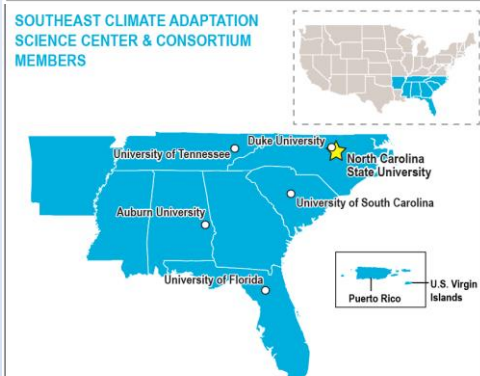 SOUTHEAST CLIMATE ADAPTATION
SCIENCE CENTER & CONSORTIUM
MEMBERS
Duke University
University of Tennessee
North Carolina
State University
University of South Carolina
Auburn University
University of Florida
Puerto Rico
U.S. Virgin
Islands